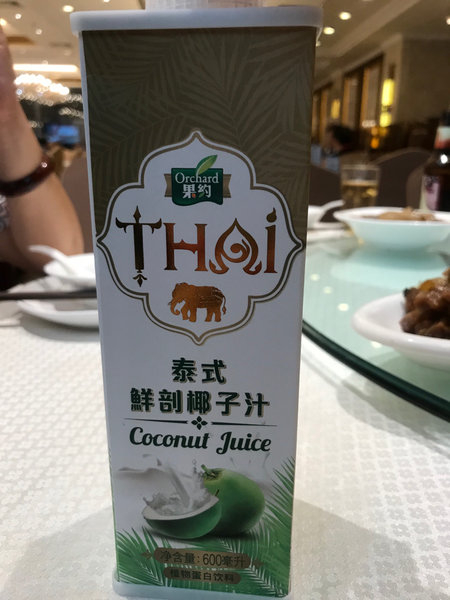 Orchard
果约
THAI
泰式
鮮剖椰子汁
Coconut Juice
净含量:600毫升
植物蛋白饮料